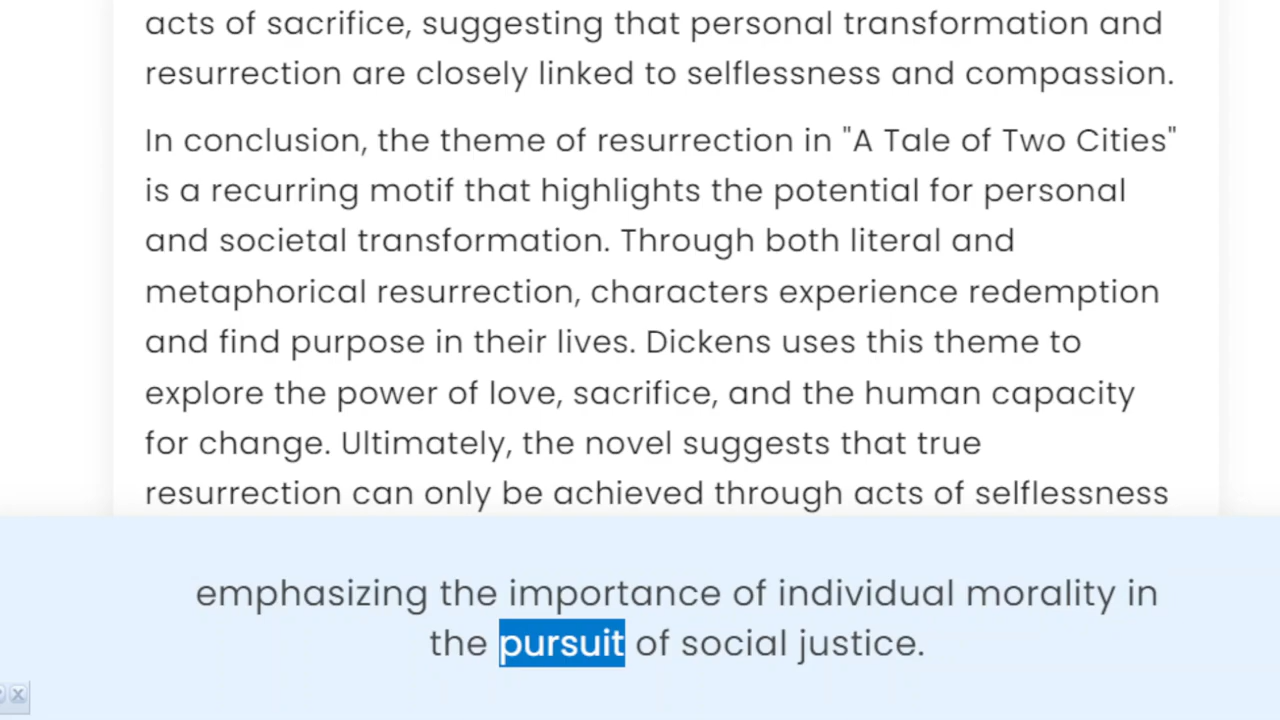 acts of sacrifice, suggesting that personal transformation and
resurrection are closely linked to selflessness and compassion.
In conclusion, the theme of resurrection in "A Tale of Two Cities"
is a recurring motif that highlights the potential for personal
and societal transformation. Through both literal and
metaphorical resurrection, characters experience redemption
and find purpose in their lives. Dickens uses this theme to
explore the power of love, sacrifice, and the human capacity
for change. Ultimately, the novel suggests that true
resurrection can only be achieved through acts of selflessness
emphasizing the importance of individual morality in
the pursuit of social justice.